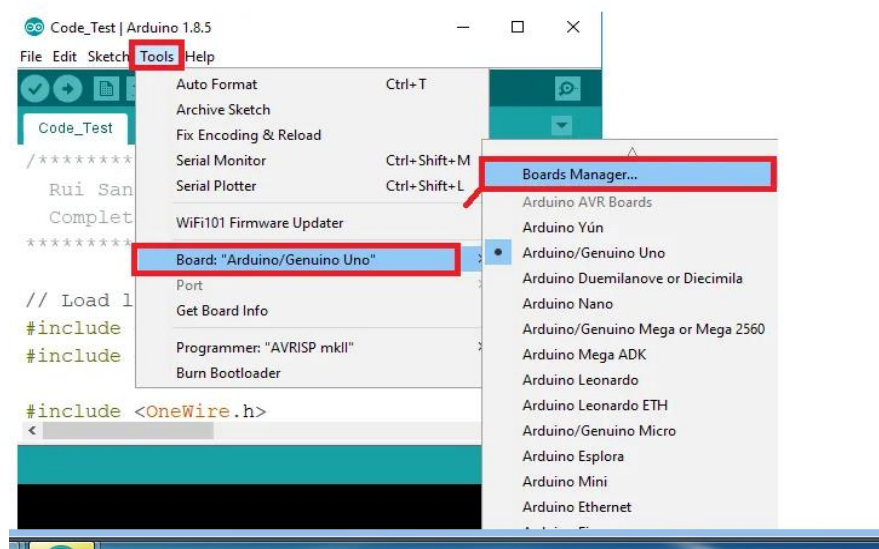 Code_Test | Arduino 1.8.5
File Edit Sketch Tools Help
Auto Format Ctrl+T
Archive Sketch
Fix Encoding & Reload
Serial Monitor Ctrl+Shift+M
Serial Plotter Ctrl+Shift+L
WiFi101 Firmware Updater
Board: "Arduino/Genuino Uno"
Port
Get Board Info
Programmer: "AVRISP mkII"
Burn Bootloader
Boards Manager...
Arduino AVR Boards
Arduino Yún
Arduino/Genuino Uno
Arduino Duemilanove or Diecimila
Arduino Nano
Arduino/Genuino Mega or Mega 2560
Arduino Mega ADK
Arduino Leonardo
Arduino Leonardo ETH
Arduino/Genuino Micro
Arduino Esplora
Arduino Mini
Arduino Ethernet
Code_Test
/********
Rui San
Complet
*********
// Load l
#include
#include
#include <OneWire.h>